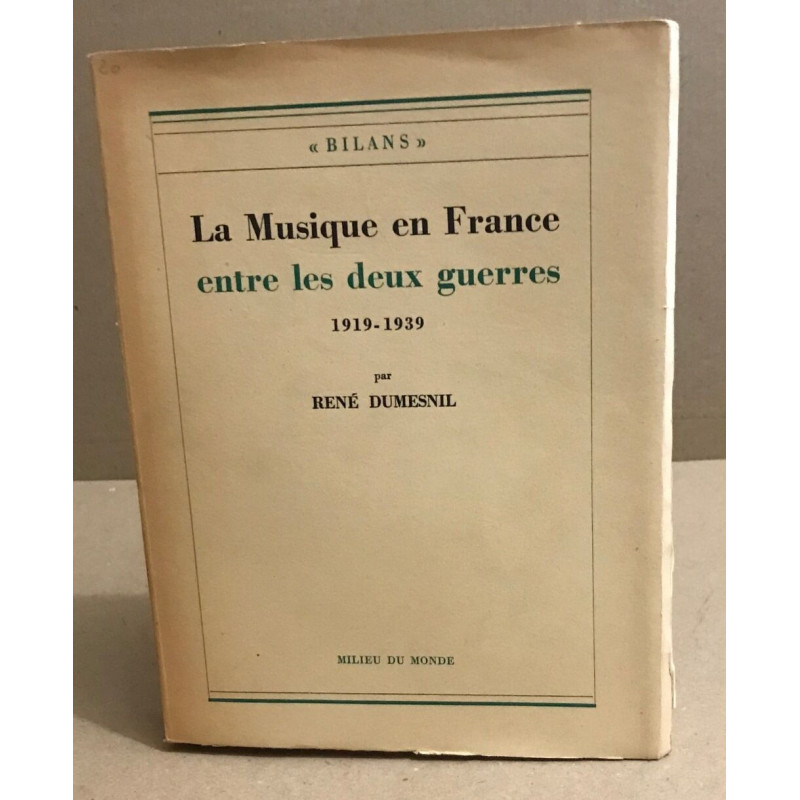 « BILANS »
La Musique en France
entre les deux guerres
1919-1939
par
RENÉ DUMESNIL
MILIEU DU MONDE